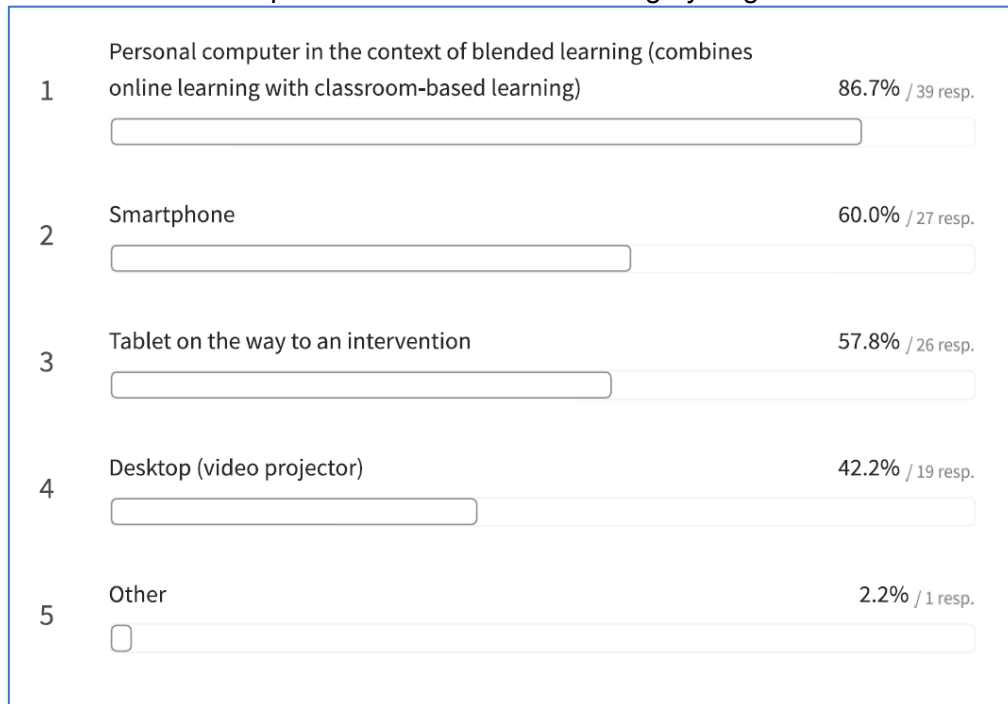 1
Personal computer in the context of blended learning (combines
online learning with classroom-based learning)
86.7% / 39 resp.
2
Smartphone
60.0% / 27 resp.
3
Tablet on the way to an intervention
57.8% / 26 resp.
4
Desktop (video projector)
42.2% / 19 resp.
5
Other
2.2% / 1 resp.